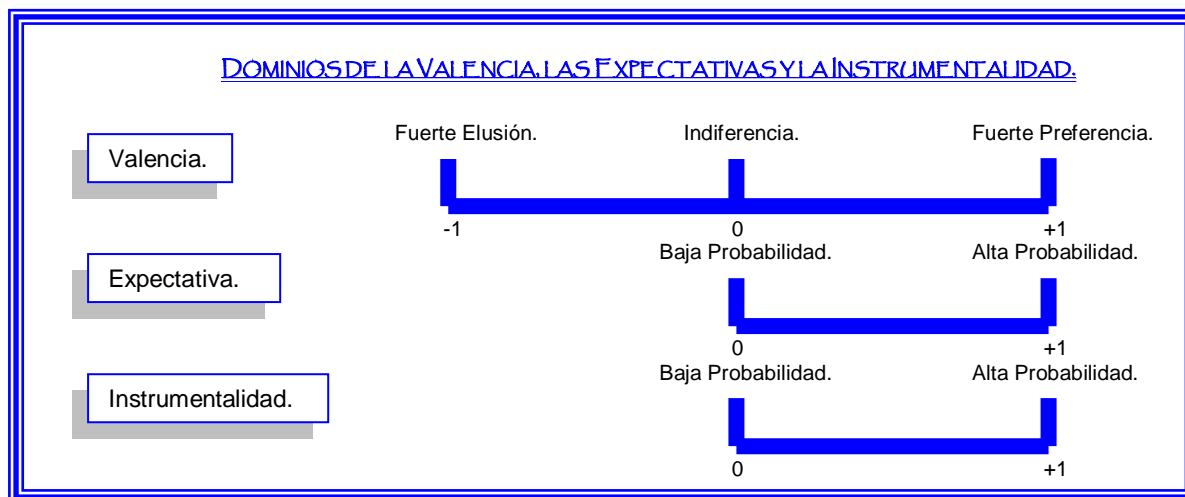 DOMINIOS DE LA VALENCIA, LAS EXPECTATIVAS Y LA INSTRUMENTALIDAD.
Fuerte Elusión. Indiferencia. Fuerte Preferencia.
Valencia.
-1 0 +1
Baja Probabilidad. Alta Probabilidad.
Expectativa.
0 +1
Baja Probabilidad. Alta Probabilidad.
Instrumentalidad.
0 +1